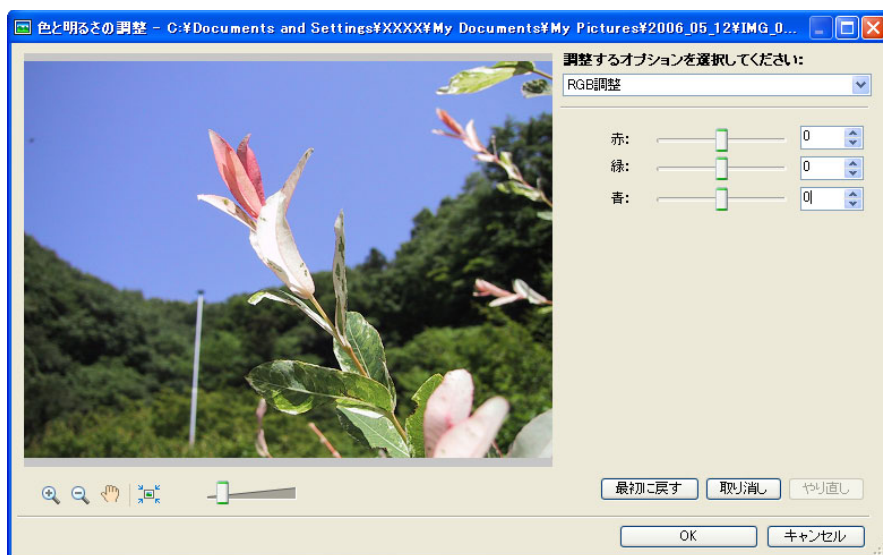 色と明るさの調整 - C:¥Documents and Settings¥XXXX¥My Documents¥My Pictures¥2006_05_12¥IMG_0...
調整するオプションを選択してください:
RGB調整
赤: 0
緑: 0
青: 0
最初に戻す 取り消し やり直し
OK キャンセル